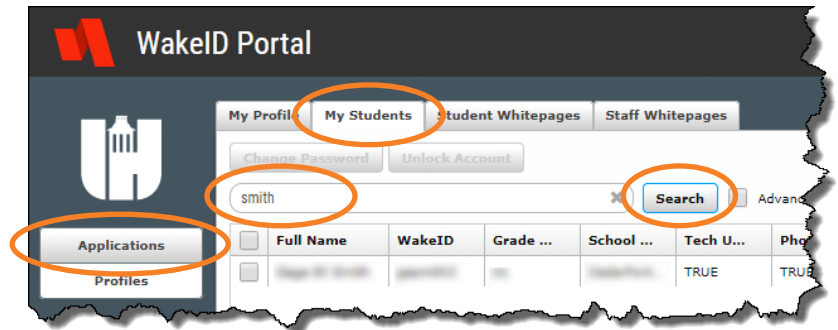 WakeID Portal
My Profile My Students Student Whitepages Staff Whitepages
Change Password Unlock Account
smith Search Advanc
Applications
Full Name WakeID Grade ... School ... Tech U... Pho
Profiles
TRUE TRUE